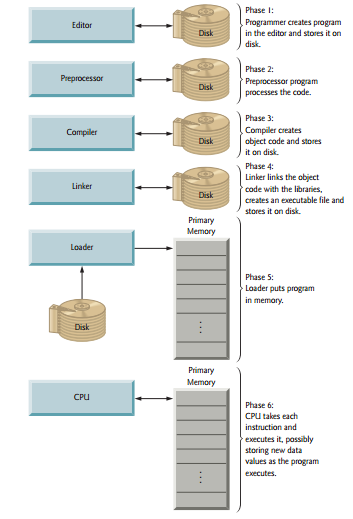 Editor
Disk
Phase 1:
Programmer creates program
in the editor and stores it on
disk.
Preprocessor
Disk
Phase 2:
Preprocessor program
processes the code.
Compiler
Disk
Phase 3:
Compiler creates
object code and stores
it on disk.
Linker
Disk
Phase 4:
Linker links the object
code with the libraries,
creates an executable file and
stores it on disk.
Primary
Memory
Loader
Disk
Phase 5:
Loader puts program
in memory.
Primary
Memory
CPU
Phase 6:
CPU takes each
instruction and
executes it, possibly
storing new data
values as the program
executes.